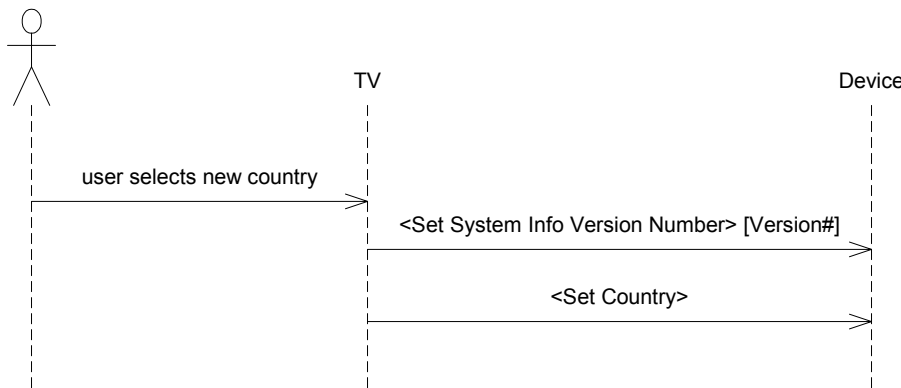 TV
Device
user selects new country
<Set System Info Version Number> [Version#]
<Set Country>